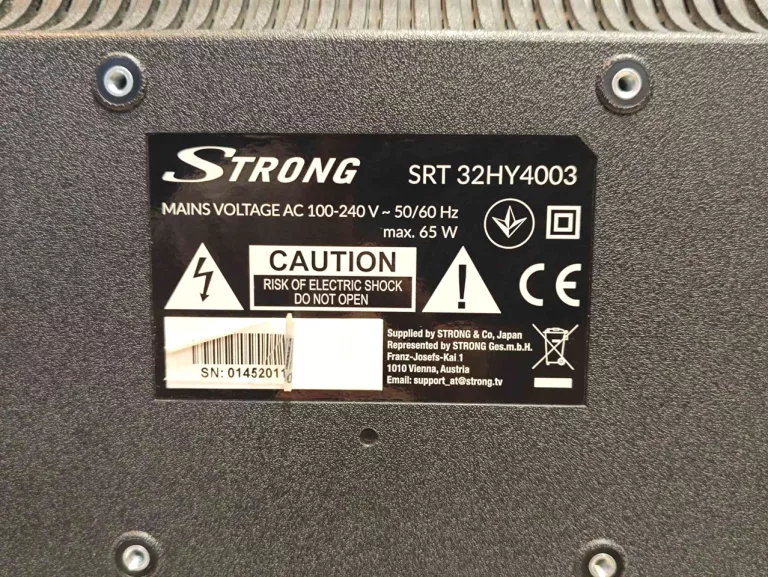 STRONG
SRT 32HY4003
MAINS VOLTAGE AC 100-240 V ~ 50/60 Hz
max. 65 W
CAUTION
RISK OF ELECTRIC SHOCK
DO NOT OPEN
CE
SN: 0145201
Supplied by STRONG & Co, Japan
Represented by STRONG Ges.m.b.H.
Franz-Josefs-Kai 1
1010 Vienna, Austria
Email: support_at@strong.tv